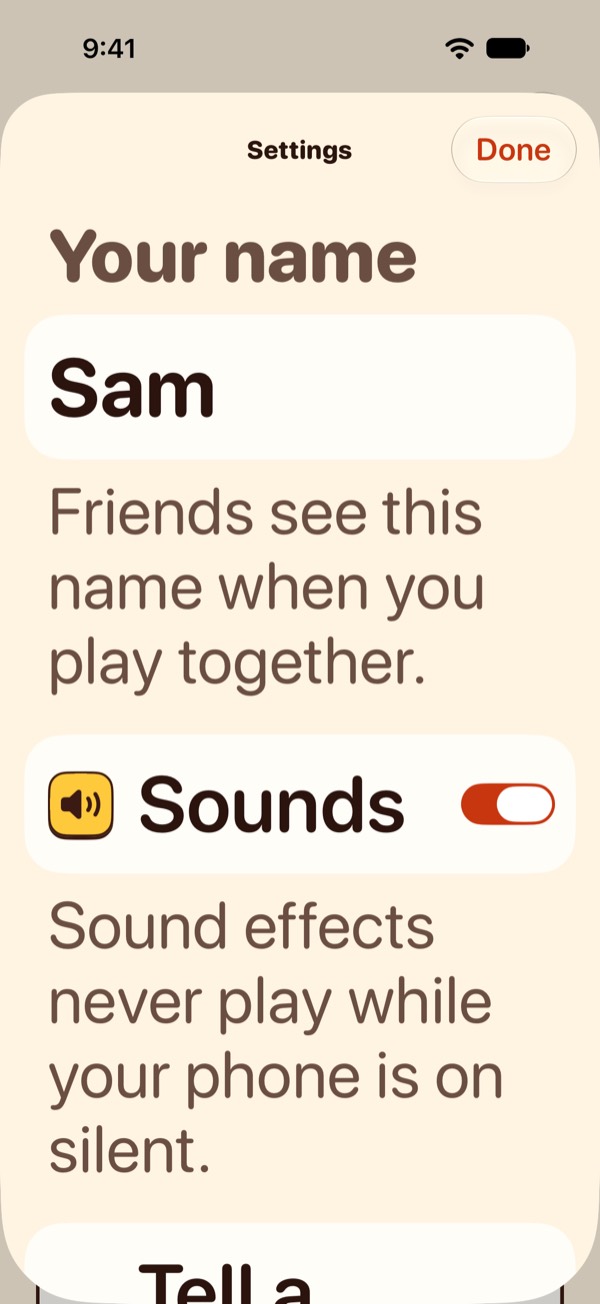 9:41
Settings
Done
Your name
Sam
Friends see this
name when you
play together.
Sounds
Sound effects
never play while
your phone is on
silent.
Tell a